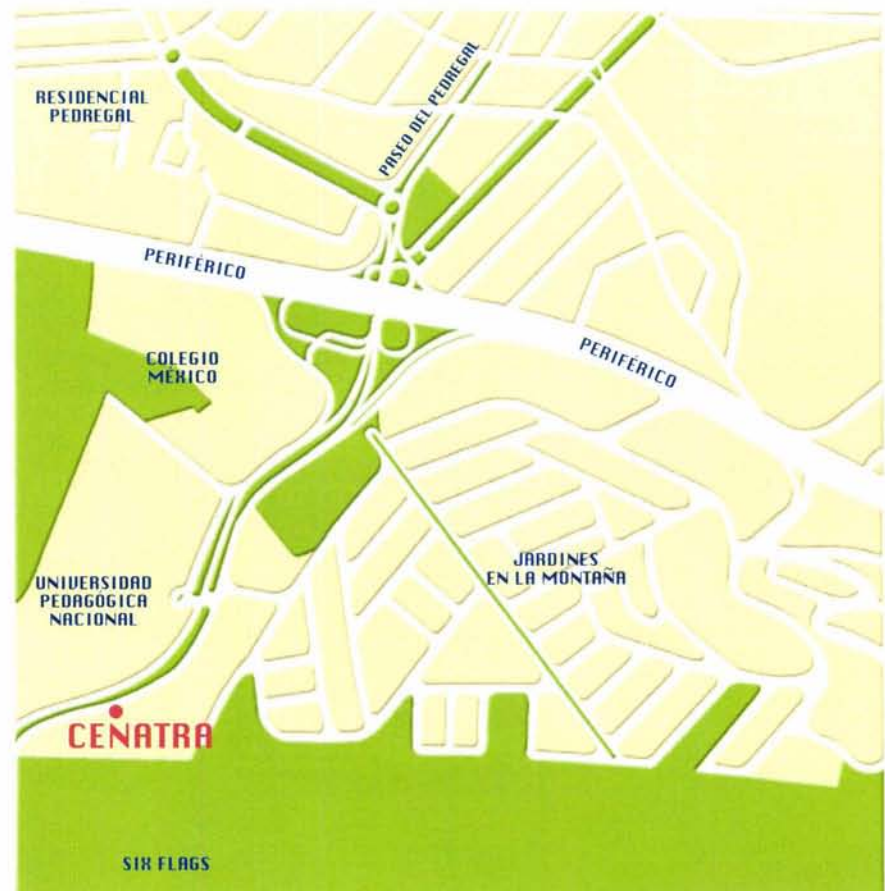 PASEO DEL PEDREGAL
RESIDENCIAL
PEDREGAL
PERIFÉRICO
COLEGIO
MÉXICO
PERIFÉRICO
JARDINES
EN LA MONTAÑA
UNIVERSIDAD
PEDAGÓGICA
NACIONAL
CENATRA
SIX FLAGS